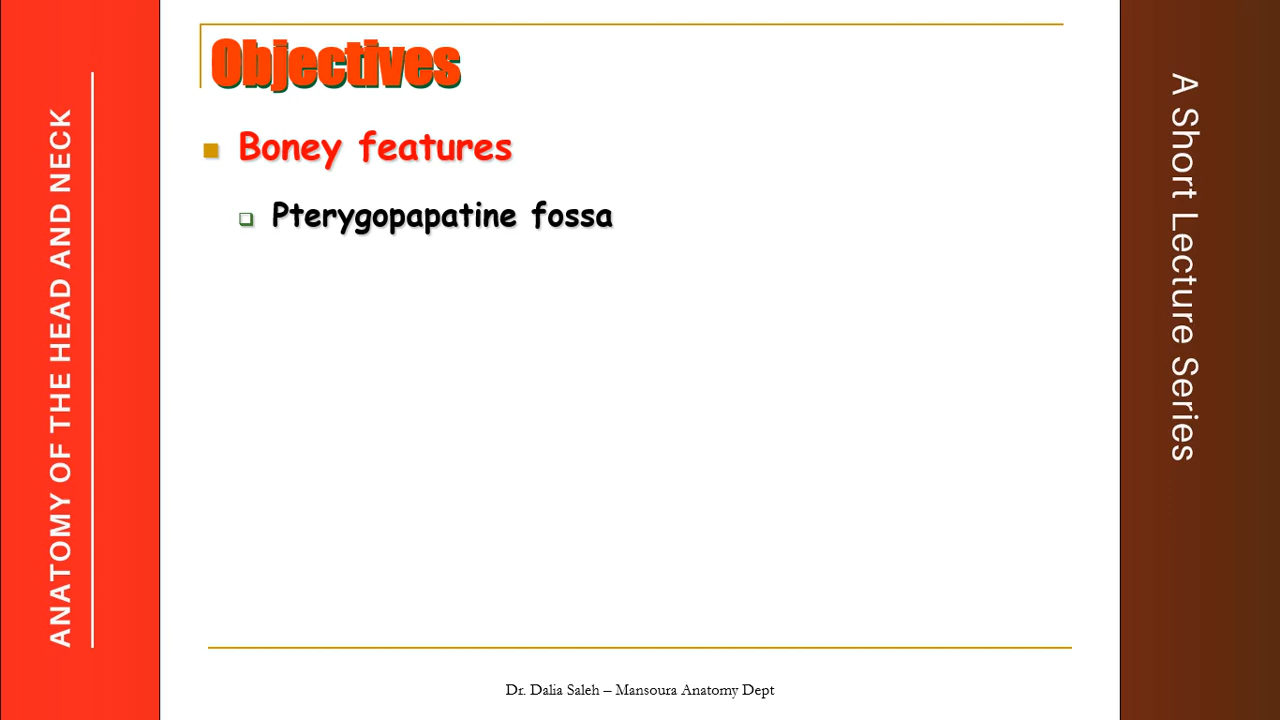 ANATOMY OF THE HEAD AND NECK
Objectives
Boney features
Pterygopapatine fossa
Dr. Dalia Saleh – Mansoura Anatomy Dept
A Short Lecture Series